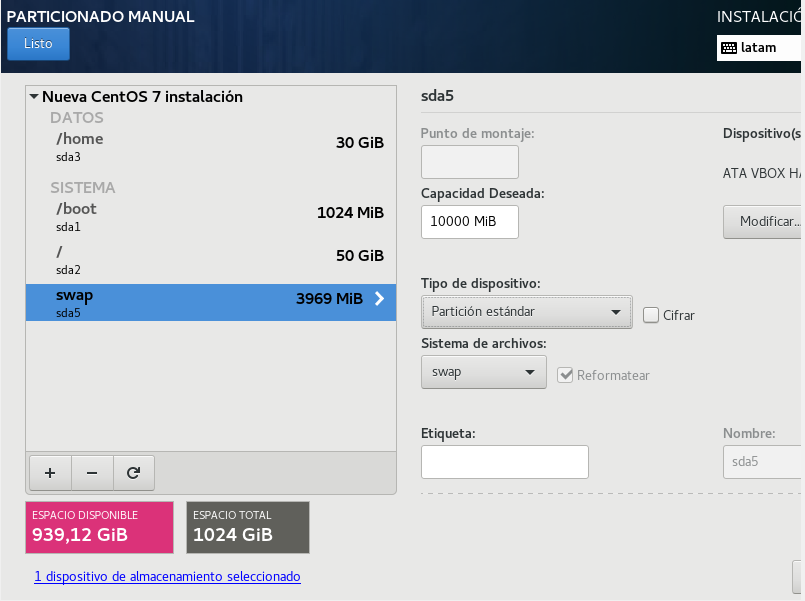 PARTICIONADO MANUAL
INSTALACIÓ
Listo
latam
Nueva CentOS 7 instalación
DATOS
/home
30 GiB
sda3
SISTEMA
/boot
1024 MiB
sda1
/
50 GiB
sda2
swap
3969 MiB
sda5
+ −
ESPACIO DISPONIBLE
939,12 GiB
ESPACIO TOTAL
1024 GiB
1 dispositivo de almacenamiento seleccionado
sda5
Punto de montaje:
Dispositivo(s
ATA VBOX HA
Capacidad Deseada:
10000 MiB
Modificar...
Tipo de dispositivo:
Partición estándar
Cifrar
Sistema de archivos:
swap
Reformatear
Etiqueta:
Nombre:
sda5